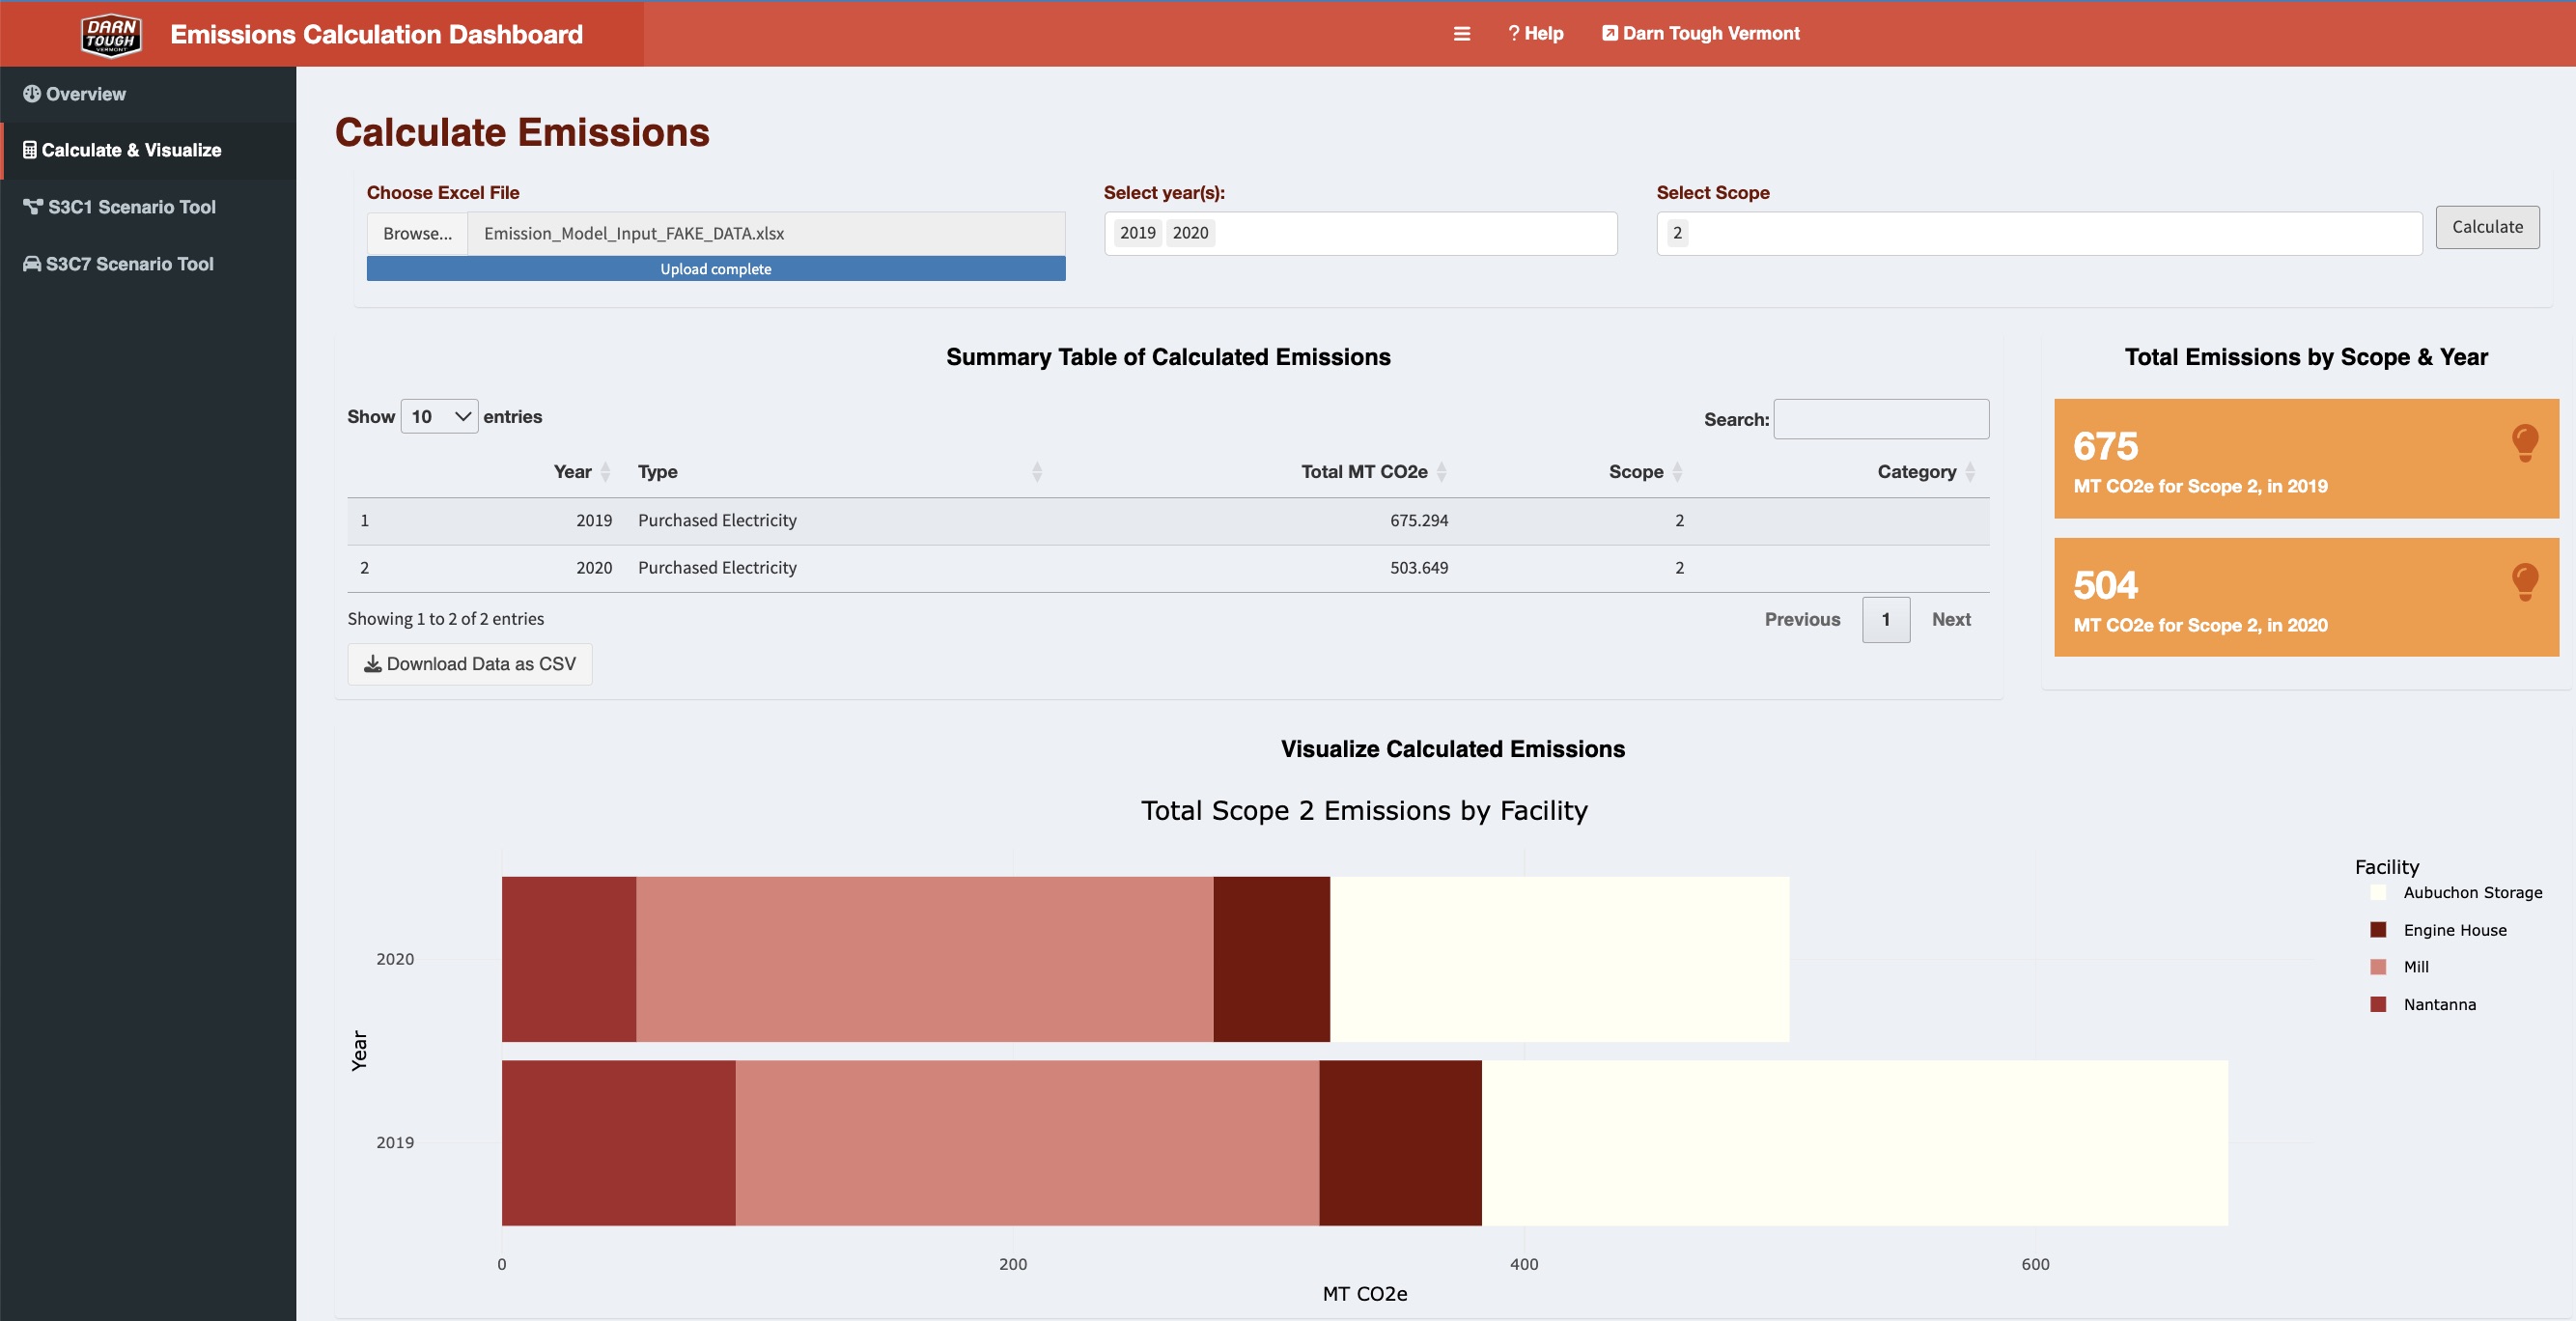 DARN
TOUGH
VERMONT
Emissions Calculation Dashboard
? Help
Darn Tough Vermont
Overview
Calculate & Visualize
S3C1 Scenario Tool
S3C7 Scenario Tool
Calculate Emissions
Choose Excel File
Select year(s):
Select Scope
Browse...
Emission_Model_Input_FAKE_DATA.xlsx
2019 2020
2
Calculate
Upload complete
Summary Table of Calculated Emissions
Show 10 entries
Search:
Year Type Total MT CO2e Scope Category
1 2019 Purchased Electricity 675.294 2
2 2020 Purchased Electricity 503.649 2
Showing 1 to 2 of 2 entries
Previous 1 Next
Download Data as CSV
Total Emissions by Scope & Year
675
MT CO2e for Scope 2, in 2019
504
MT CO2e for Scope 2, in 2020
Visualize Calculated Emissions
Total Scope 2 Emissions by Facility
Year
2020
2019
0 200 400 600
MT CO2e
Facility
Aubuchon Storage
Engine House
Mill
Nantanna